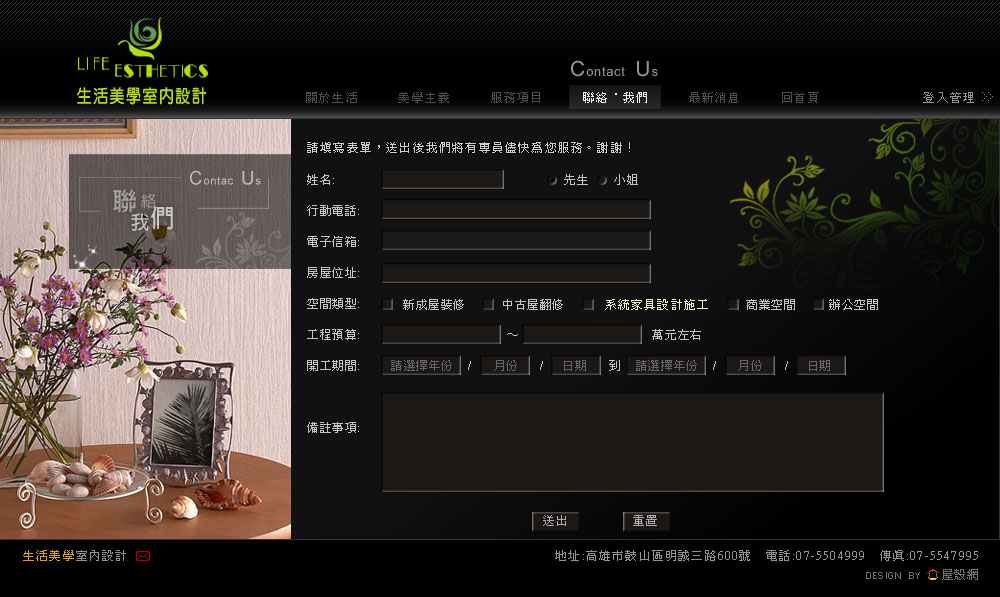 LIFE
ESTHETICS
生活美學室內設計
Contact Us
關於生活 美學主義 服務項目 聯絡‧我們 最新消息 回首頁 登入管理
Contac Us
聯絡
我們
請填寫表單，送出後我們將有專員儘快為您服務。謝謝！
姓名: 先生 小姐
行動電話:
電子信箱:
房屋位址:
空間類型: 新成屋裝修 中古屋翻修 系統家具設計施工 商業空間 辦公空間
工程預算: ～ 萬元左右
開工期間: 請選擇年份 / 月份 / 日期 到 請選擇年份 / 月份 / 日期
備註事項:
送出 重置
生活美學室內設計 地址:高雄市鼓山區明誠三路600號 電話:07-5504999 傳真:07-5547995
DESIGN BY 屋殼網